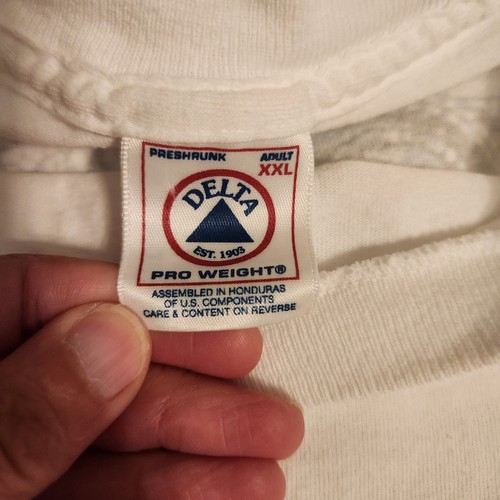 PRESHRUNK ADULT
XXL
DELTA
EST. 1903
PRO WEIGHT®
ASSEMBLED IN HONDURAS
OF U.S. COMPONENTS
CARE & CONTENT ON REVERSE